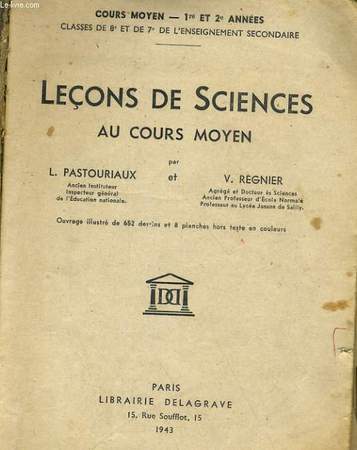 COURS MOYEN — 1re ET 2e ANNÉES
CLASSES DE 8e ET DE 7e DE L'ENSEIGNEMENT SECONDAIRE
LEÇONS DE SCIENCES
AU COURS MOYEN
par
L. PASTOURIAUX et V. RÉGNIER
Ancien Instituteur
Inspecteur général
de l'Éducation nationale.
Agrégé et Docteur ès Sciences
Ancien Professeur d'École Normale
Professeur au Lycée Janson de Sailly.
Ouvrage illustré de 652 dessins et 8 planches hors texte en couleurs
PARIS
LIBRAIRIE DELAGRAVE
15, Rue Soufflot, 15
1943